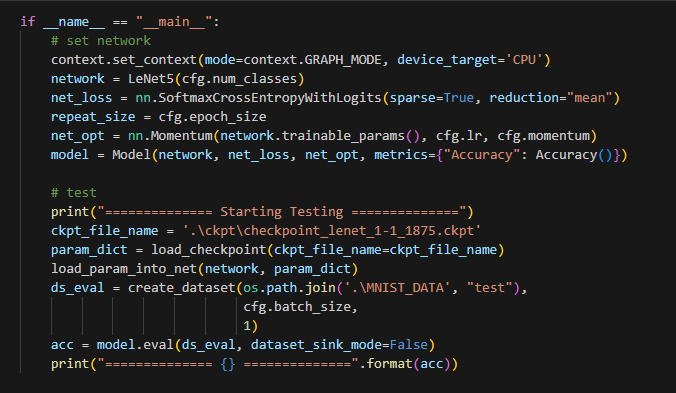 if __name__ == "__main__":
    # set network
    context.set_context(mode=context.GRAPH_MODE, device_target='CPU')
    network = LeNet5(cfg.num_classes)
    net_loss = nn.SoftmaxCrossEntropyWithLogits(sparse=True, reduction="mean")
    repeat_size = cfg.epoch_size
    net_opt = nn.Momentum(network.trainable_params(), cfg.lr, cfg.momentum)
    model = Model(network, net_loss, net_opt, metrics={"Accuracy": Accuracy()})
    # test
    print("============== Starting Testing ==============")
    ckpt_file_name = '.\ckpt\checkpoint_lenet_1-1_1875.ckpt'
    param_dict = load_checkpoint(ckpt_file_name=ckpt_file_name)
    load_param_into_net(network, param_dict)
    ds_eval = create_dataset(os.path.join('.\MNIST_DATA', "test"),
                             cfg.batch_size,
                             1)
    acc = model.eval(ds_eval, dataset_sink_mode=False)
    print("============== {} ==============".format(acc))